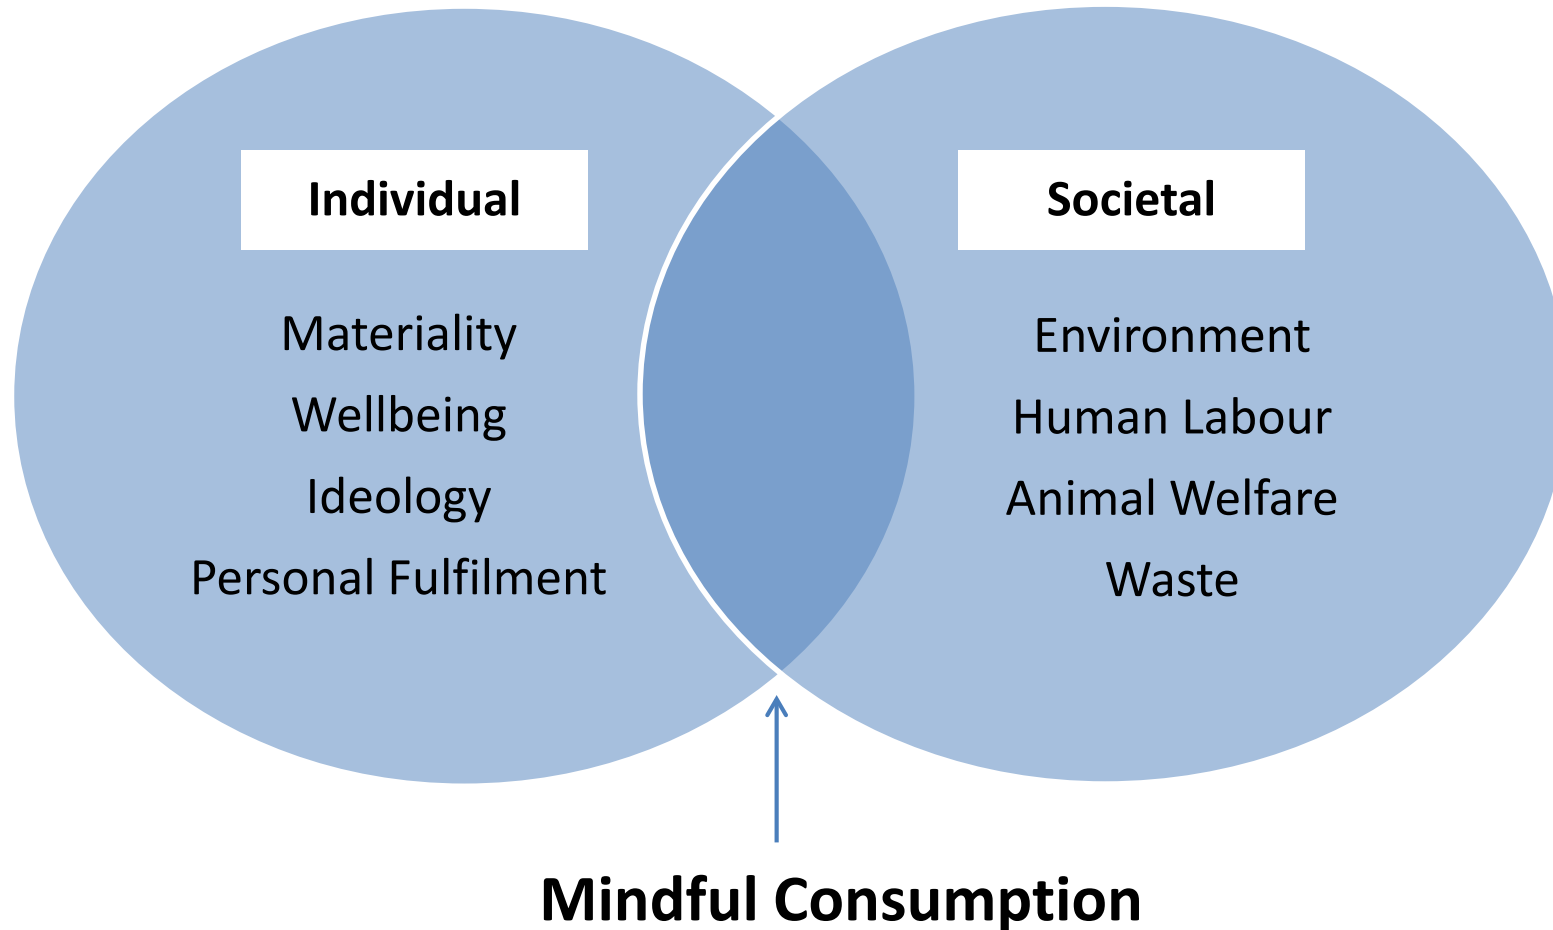 Individual
Materiality
Wellbeing
Ideology
Personal Fulfilment
Societal
Environment
Human Labour
Animal Welfare
Waste
Mindful Consumption